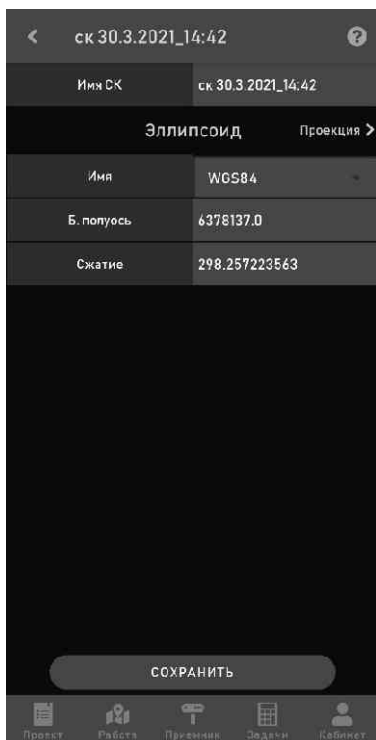 ск 30.3.2021_14:42
Имя СК ск 30.3.2021_14:42
Эллипсоид Проекция
Имя WGS84
Б. полуось 6378137.0
Сжатие 298.257223563
СОХРАНИТЬ
Проект Работа Приемник Задачи Кабинет